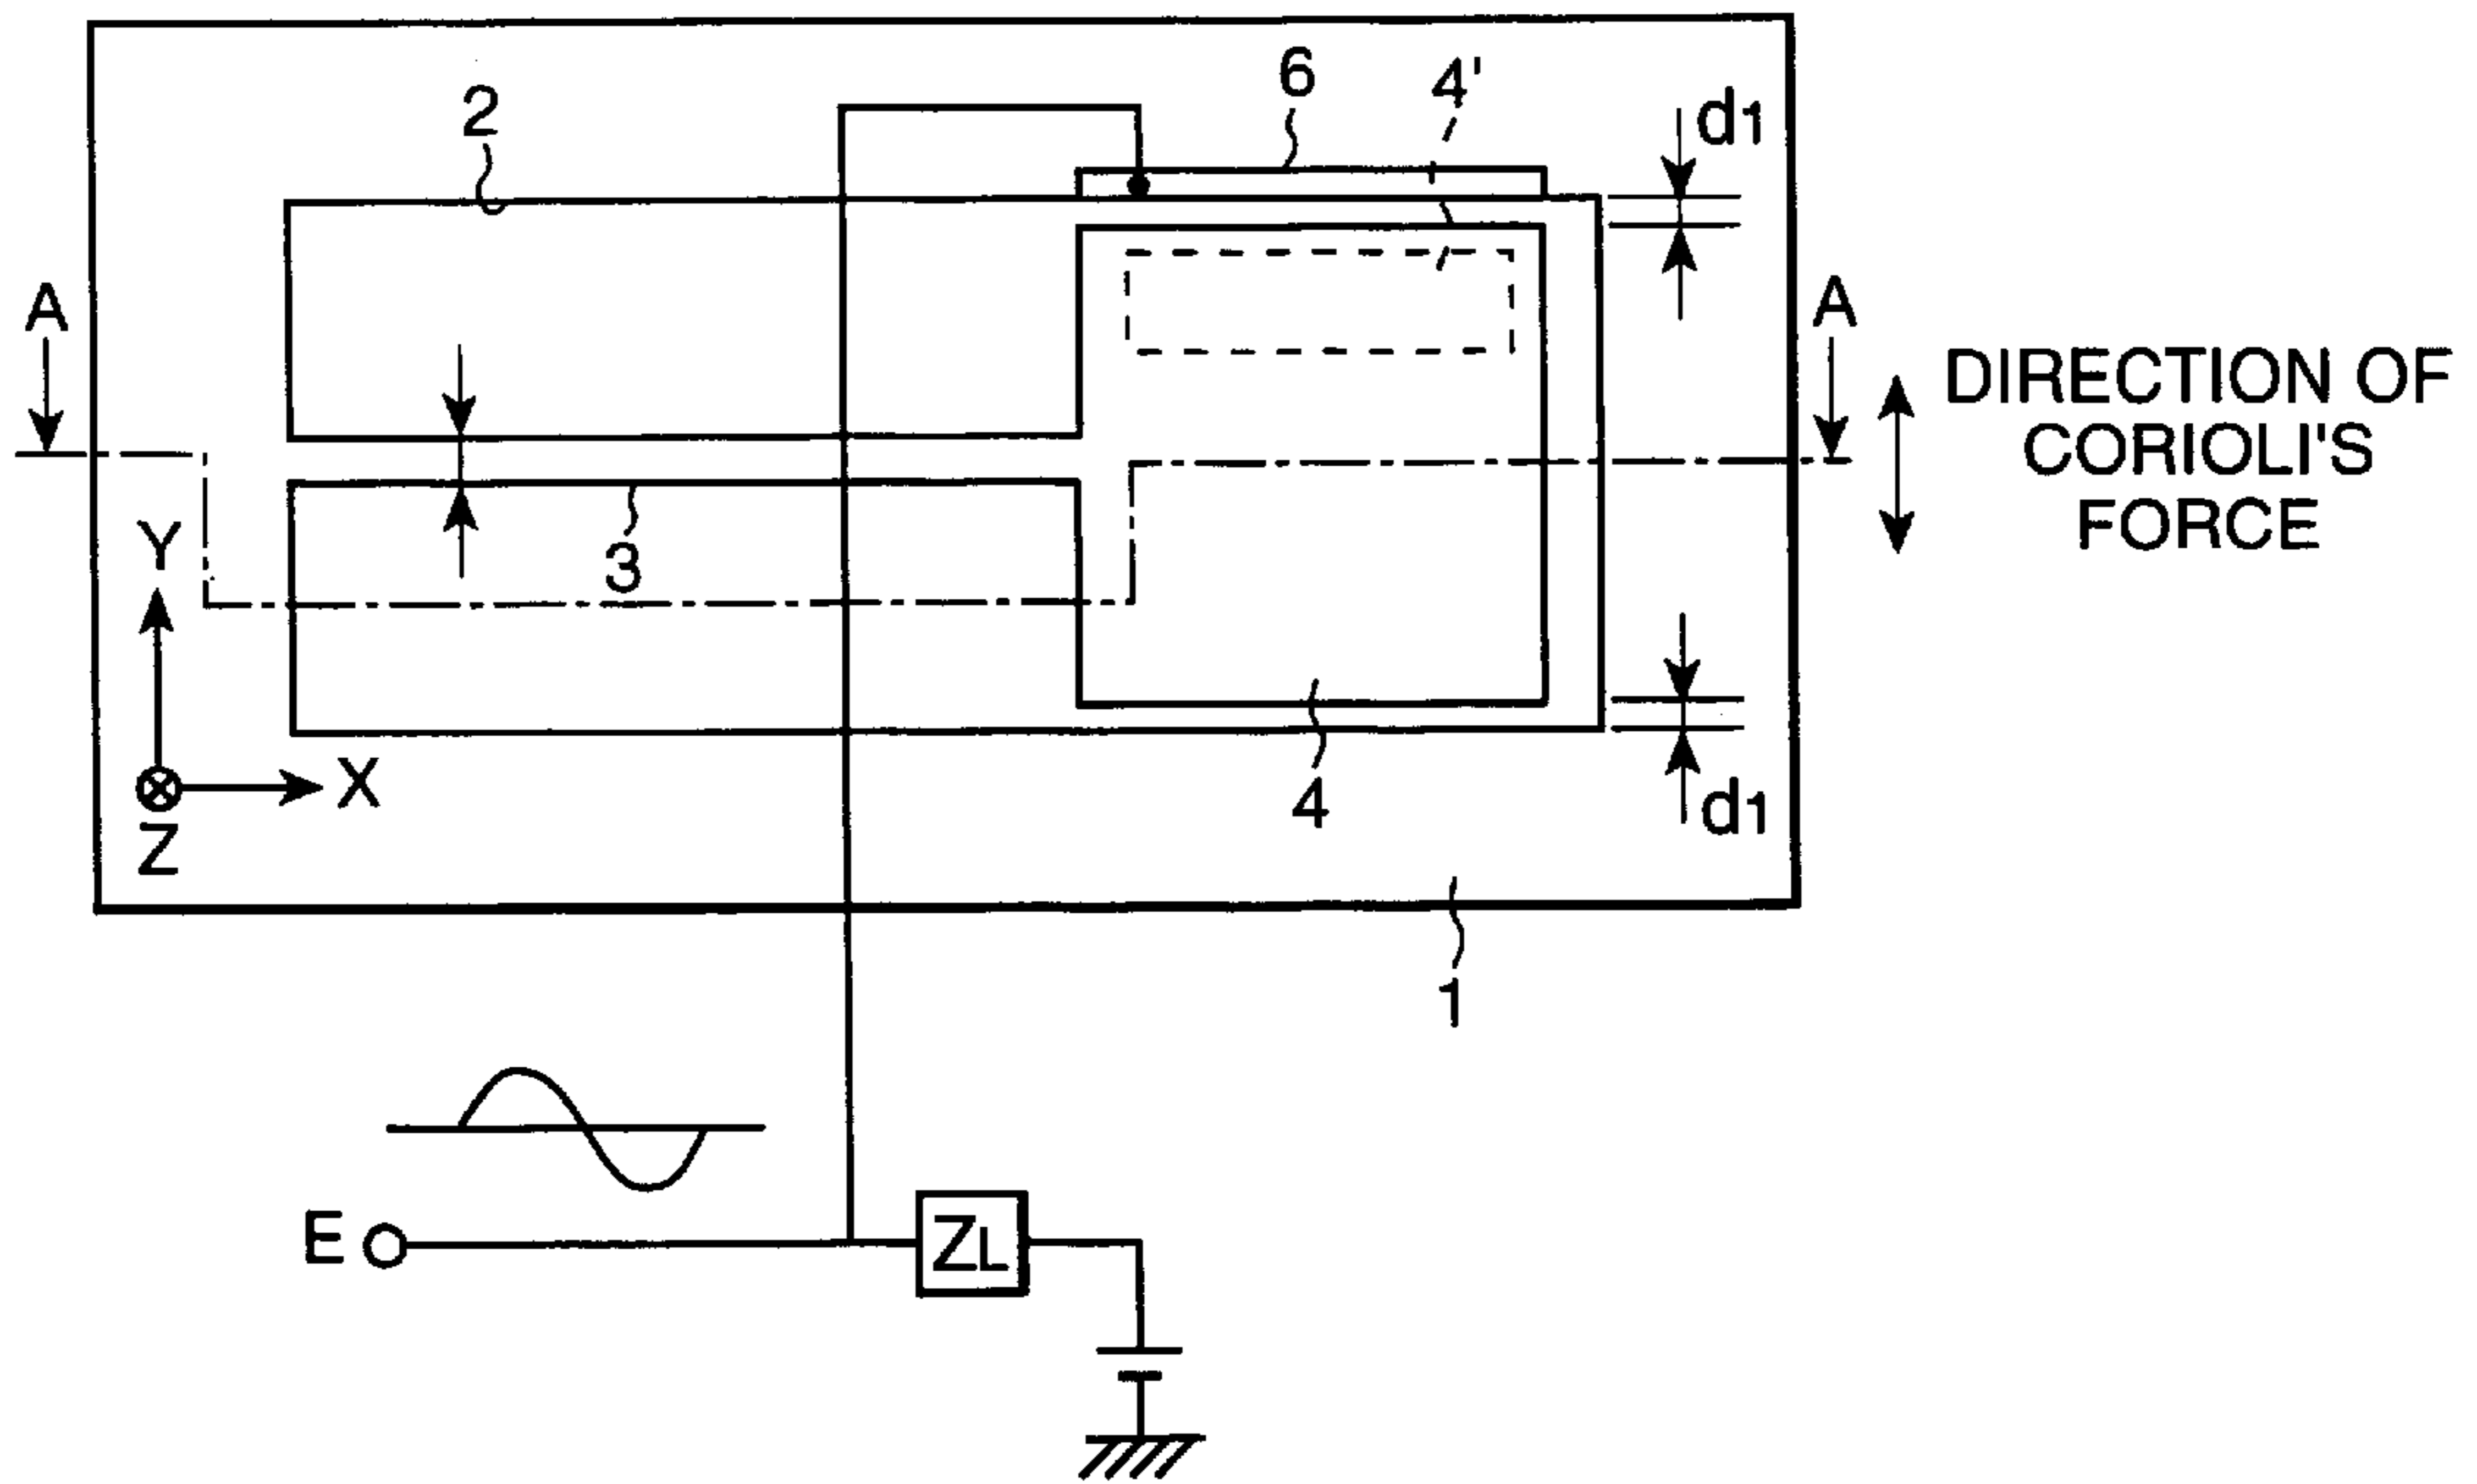 6
4'
d1
2
A
A
DIRECTION OF
CORIOLI'S
FORCE
Y
3
X
4
d1
Z
1
E
ZL